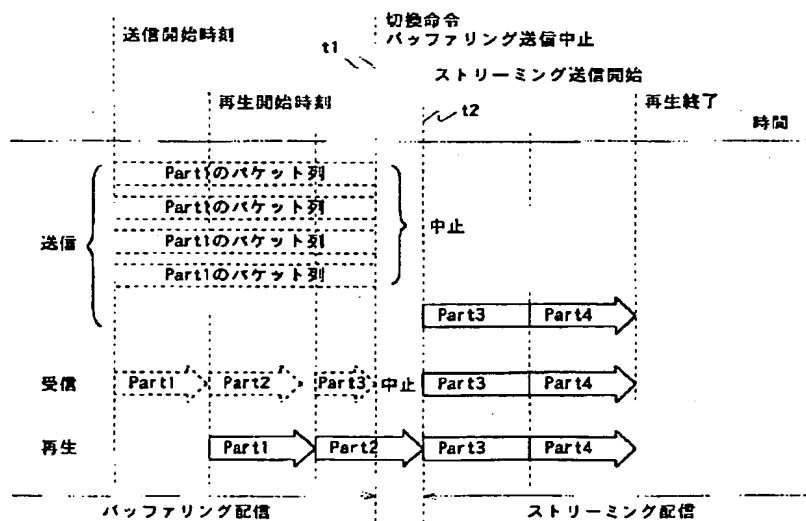 送信開始時刻
切換命令
バッファリング送信中止
t1
ストリーミング送信開始
再生開始時刻
t2
再生終了
時間
Part1のパケット列
Part1のパケット列
Part1のパケット列
Part1のパケット列
送信
中止
Part3 Part4
受信 Part1 Part2 Part3 中止 Part3 Part4
再生 Part1 Part2 Part3 Part4
バッファリング配信 ストリーミング配信